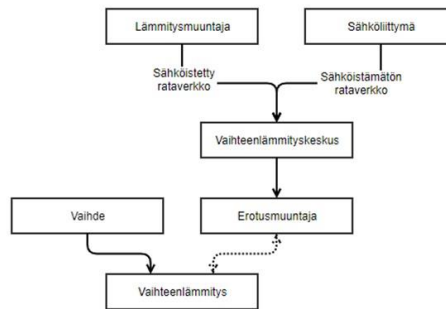 Lämmitysmuuntaja
Sähköliittymä
Sähköistetty
rataverkko
Sähköistämätön
rataverkko
Vaihteenlämmityskeskus
Vaihde
Erotusmuuntaja
Vaihteenlämmitys